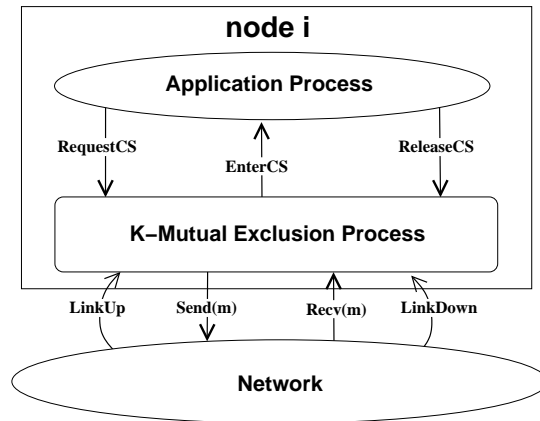 node i
Application Process
RequestCS
EnterCS
ReleaseCS
K–Mutual Exclusion Process
LinkUp
Send(m)
Recv(m)
LinkDown
Network